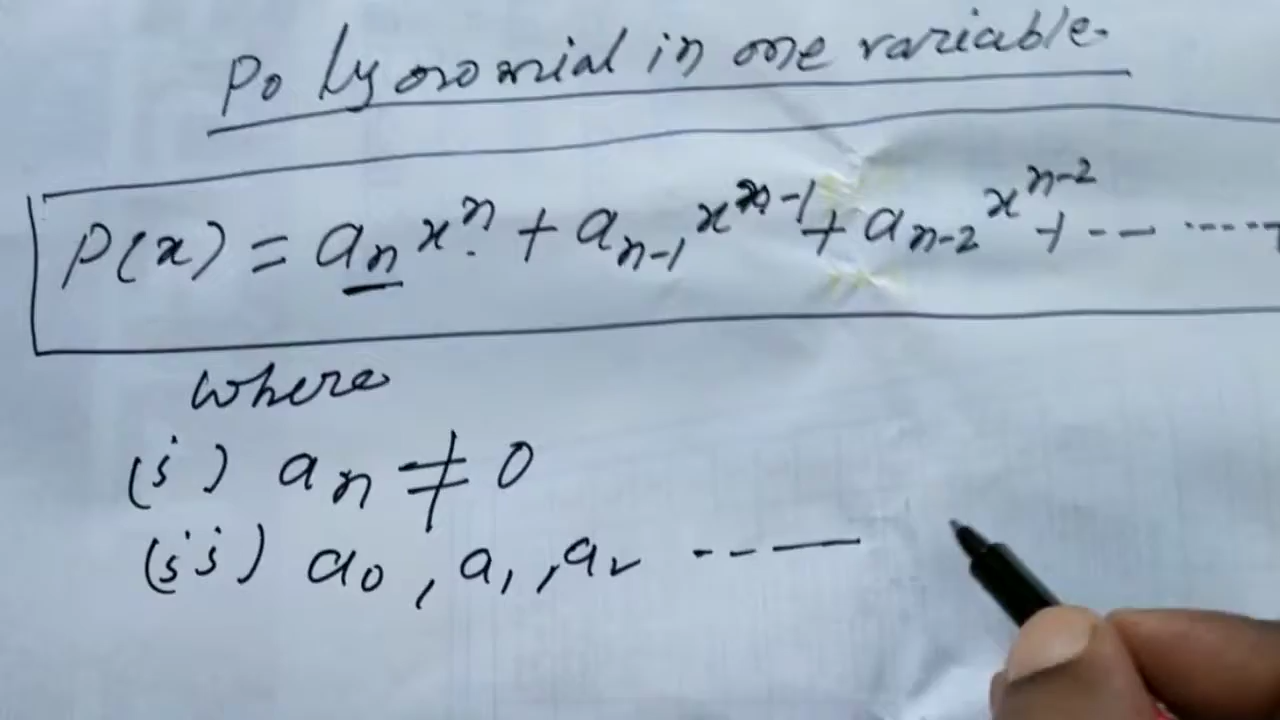 Polynomial in one variable.
P(x) = aₙxⁿ + aₙ₋₁xⁿ⁻¹ + aₙ₋₂xⁿ⁻² + -- ......+
where
(i) aₙ ≠ 0
(ii) a₀, a₁, a₂ -- —